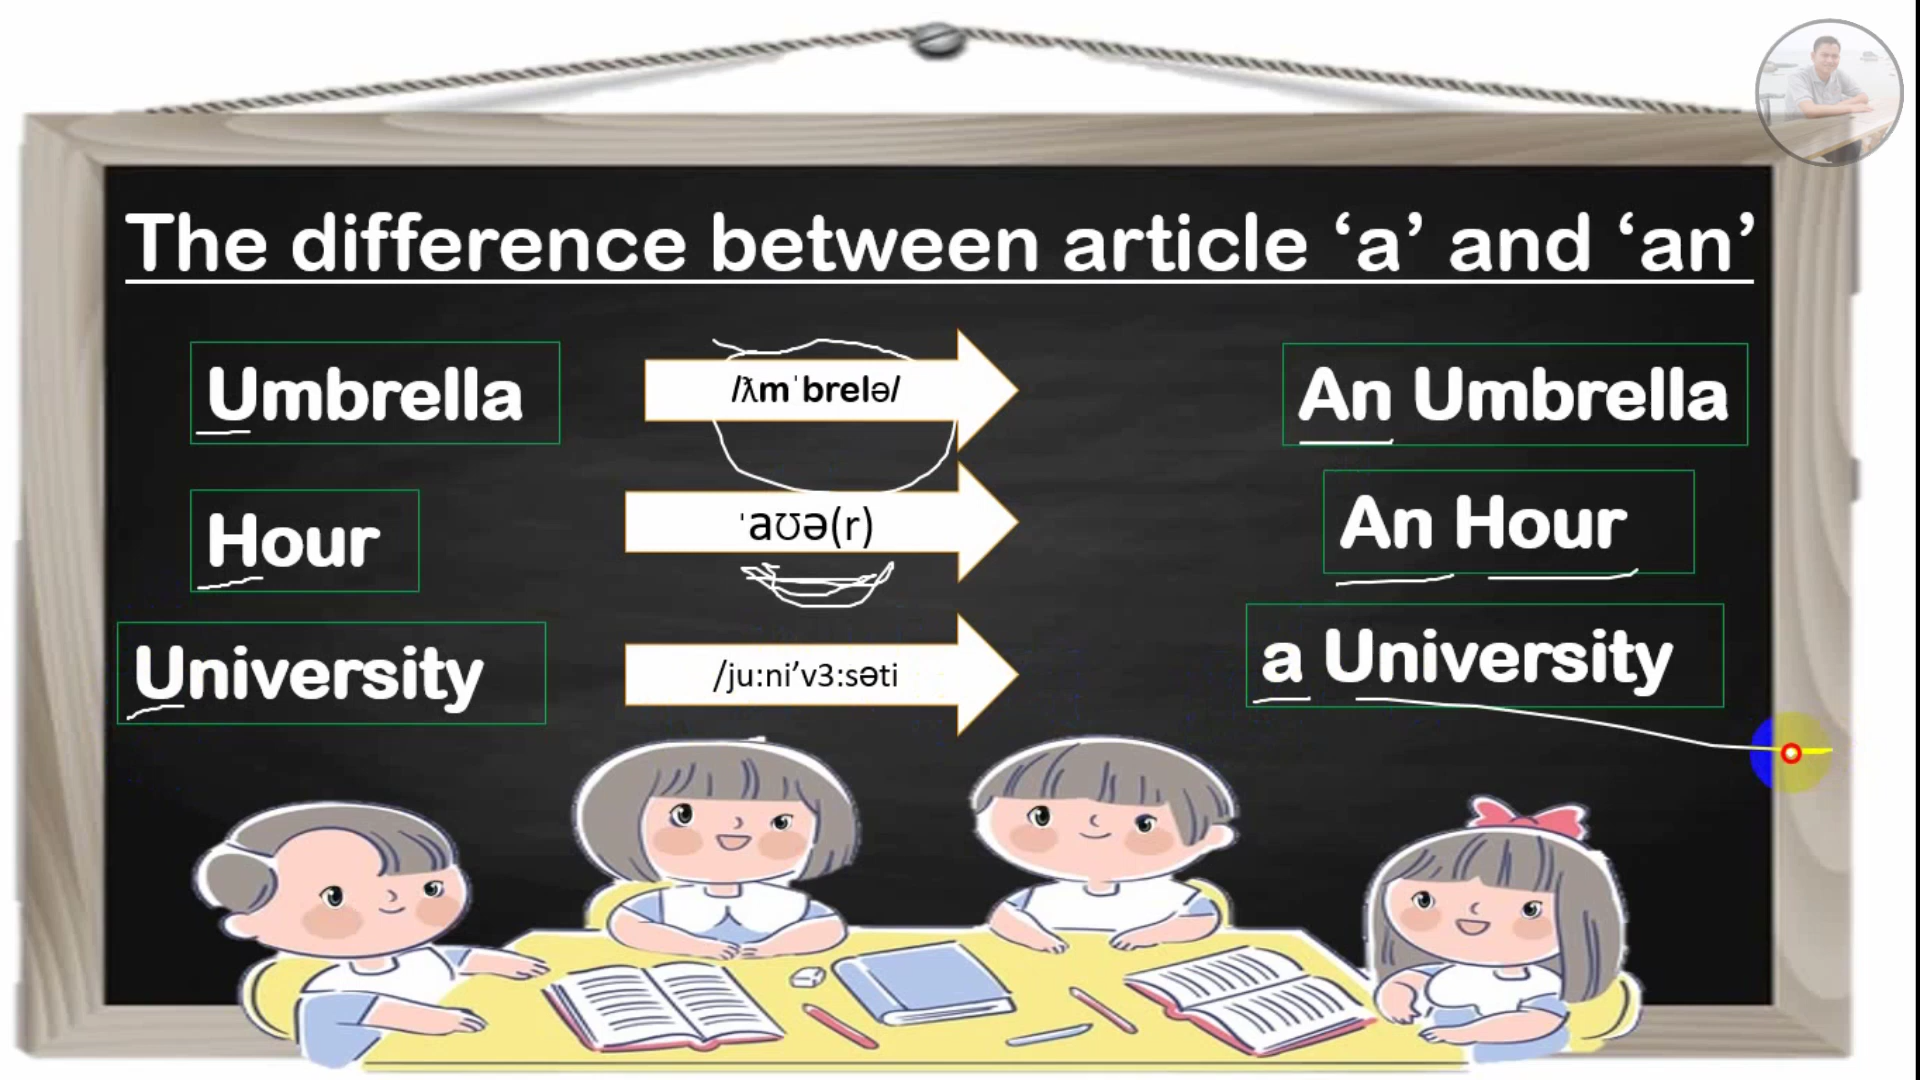 The difference between article ‘a’ and ‘an’
Umbrella /ƛmˈbrelə/ An Umbrella
Hour ˈaʊə(r) An Hour
University /ju:ni’v3:səti a University